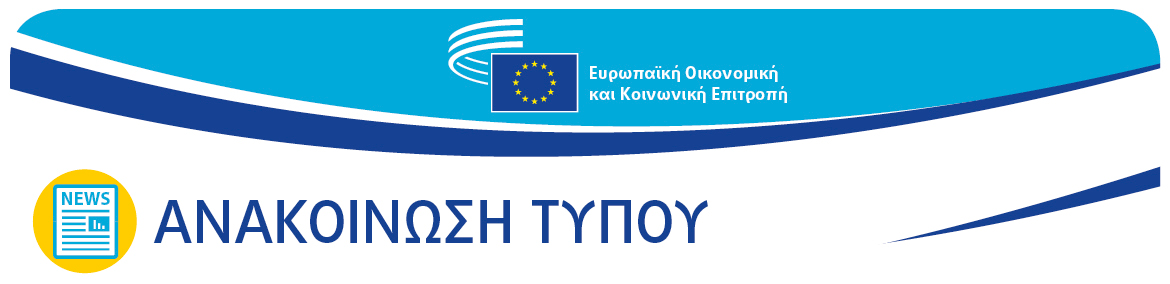 Ευρωπαϊκή Οικονομική
και Κοινωνική Επιτροπή
NEWS
ΑΝΑΚΟΙΝΩΣΗ ΤΥΠΟΥ